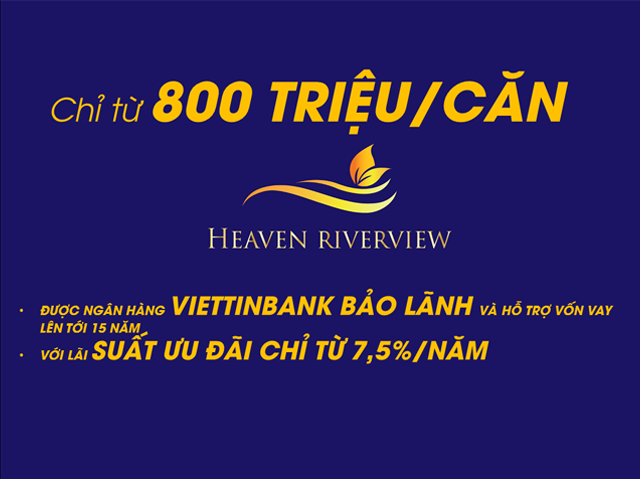 Chỉ từ 800 TRIỆU/CĂN
HEAVEN RIVERVIEW
• ĐƯỢC NGÂN HÀNG VIETTINBANK BẢO LÃNH VÀ HỖ TRỢ VỐN VAY
LÊN TỚI 15 NĂM
• VỚI LÃI SUẤT ƯU ĐÃI CHỈ TỪ 7,5%/NĂM